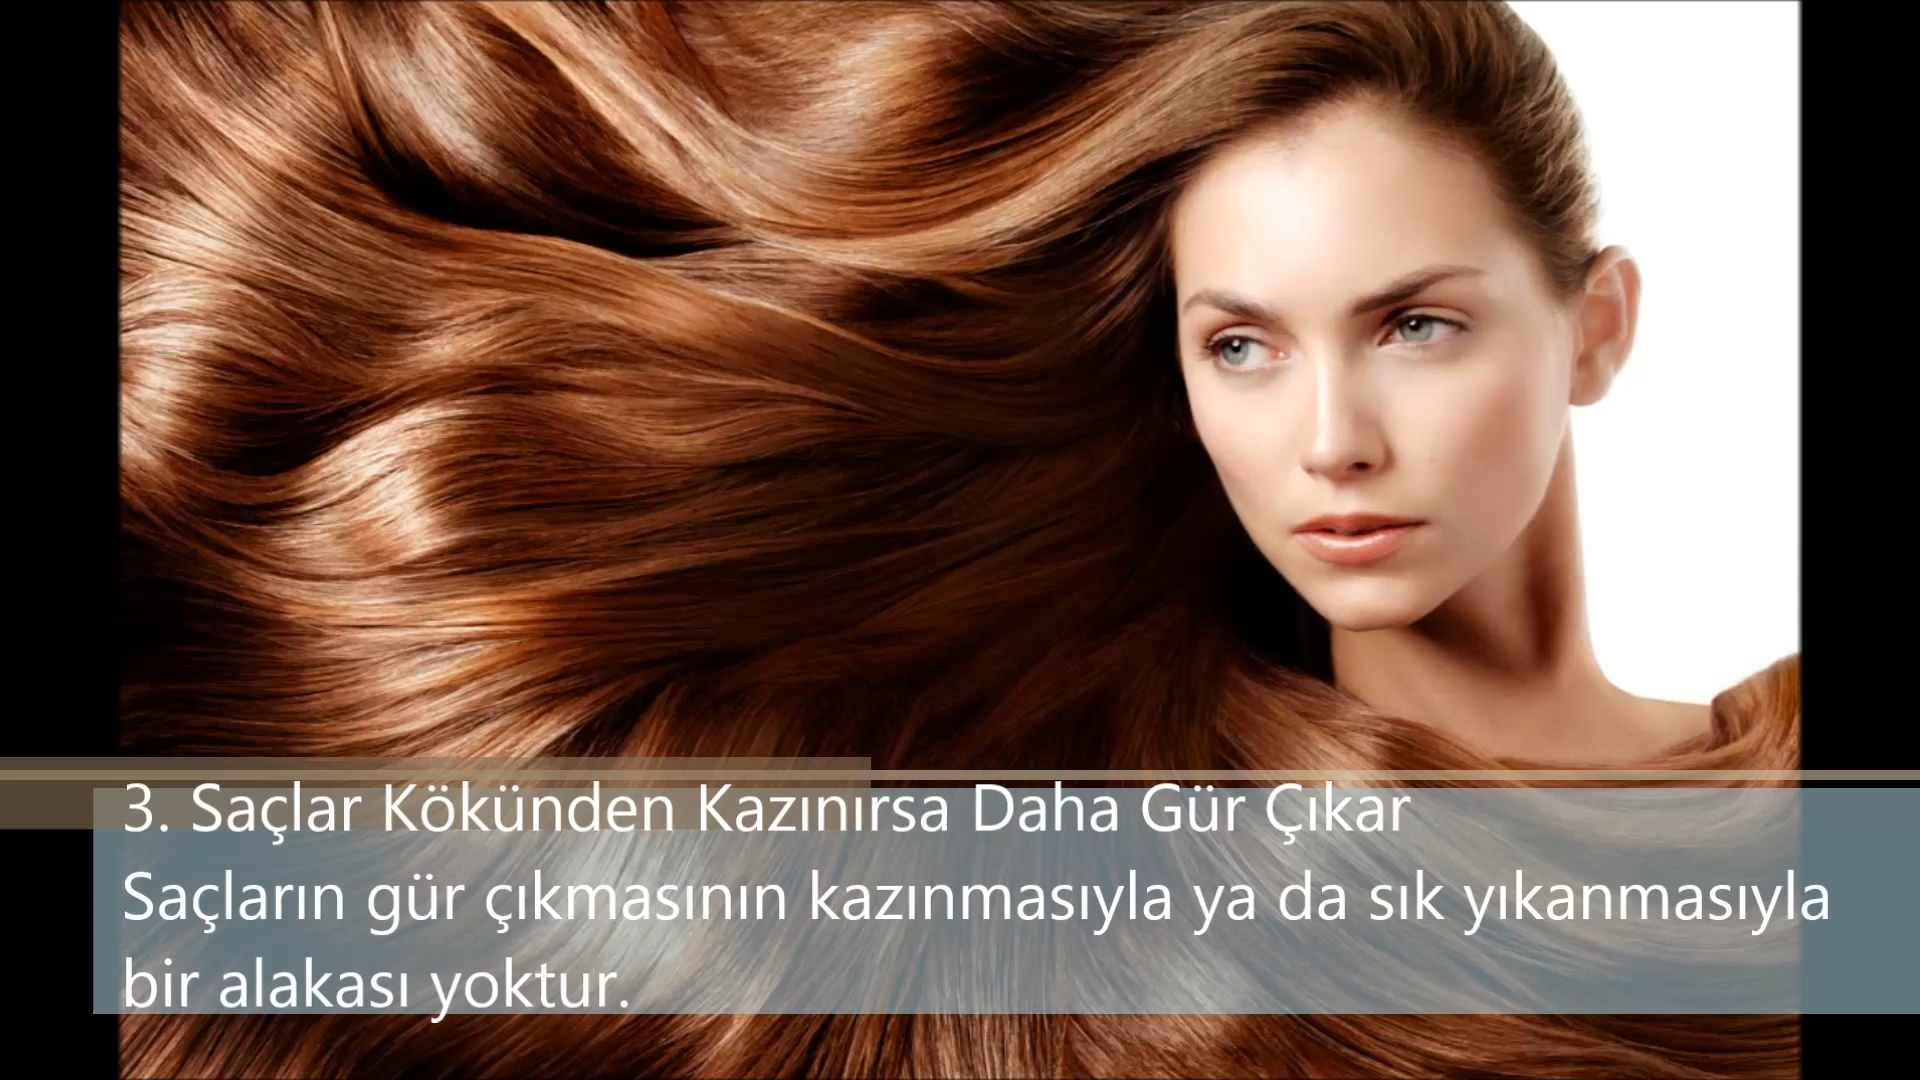 3. Saçlar Kökünden Kazınırsa Daha Gür Çıkar
Saçların gür çıkmasının kazınmasıyla ya da sık yıkanmasıyla
bir alakası yoktur.